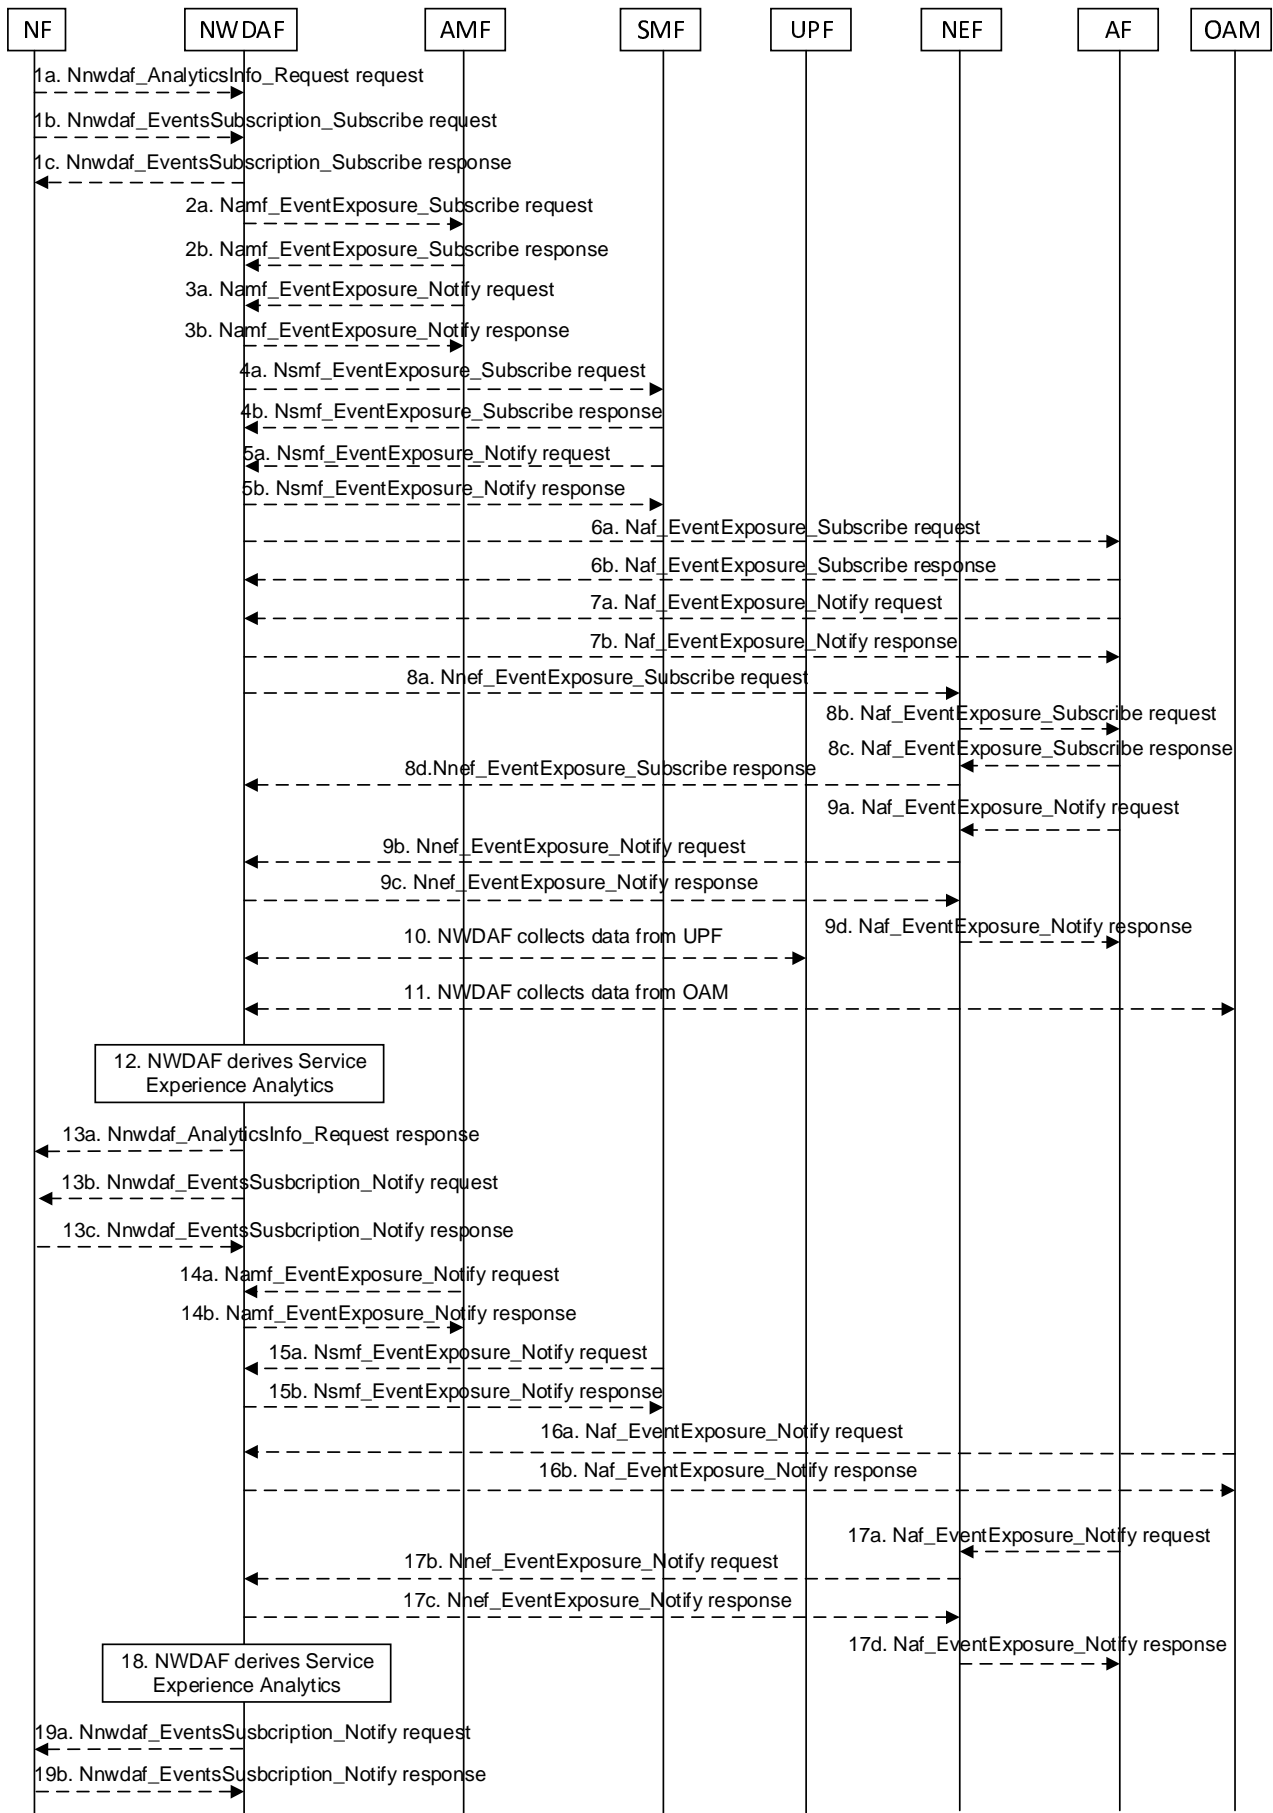 NF
NWDAF
AMF
SMF
UPF
NEF
AF
OAM
1a. Nnwdaf_AnalyticsInfo_Request request
1b. Nnwdaf_EventsSubscription_Subscribe request
1c. Nnwdaf_EventsSubscription_Subscribe response
2a. Namf_EventExposure_Subscribe request
2b. Namf_EventExposure_Subscribe response
3a. Namf_EventExposure_Notify request
3b. Namf_EventExposure_Notify response
4a. Nsmf_EventExposure_Subscribe request
4b. Nsmf_EventExposure_Subscribe response
5a. Nsmf_EventExposure_Notify request
5b. Nsmf_EventExposure_Notify response
6a. Naf_EventExposure_Subscribe request
6b. Naf_EventExposure_Subscribe response
7a. Naf_EventExposure_Notify request
7b. Naf_EventExposure_Notify response
8a. Nnef_EventExposure_Subscribe request
8b. Naf_EventExposure_Subscribe request
8c. Naf_EventExposure_Subscribe response
8d.Nnef_EventExposure_Subscribe response
9a. Naf_EventExposure_Notify request
9b. Nnef_EventExposure_Notify request
9c. Nnef_EventExposure_Notify response
9d. Naf_EventExposure_Notify response
10. NWDAF collects data from UPF
11. NWDAF collects data from OAM
12. NWDAF derives Service
Experience Analytics
13a. Nnwdaf_AnalyticsInfo_Request response
13b. Nnwdaf_EventsSusbcription_Notify request
13c. Nnwdaf_EventsSusbcription_Notify response
14a. Namf_EventExposure_Notify request
14b. Namf_EventExposure_Notify response
15a. Nsmf_EventExposure_Notify request
15b. Nsmf_EventExposure_Notify response
16a. Naf_EventExposure_Notify request
16b. Naf_EventExposure_Notify response
17a. Naf_EventExposure_Notify request
17b. Nnef_EventExposure_Notify request
17c. Nnef_EventExposure_Notify response
17d. Naf_EventExposure_Notify response
18. NWDAF derives Service
Experience Analytics
19a. Nnwdaf_EventsSusbcription_Notify request
19b. Nnwdaf_EventsSusbcription_Notify response